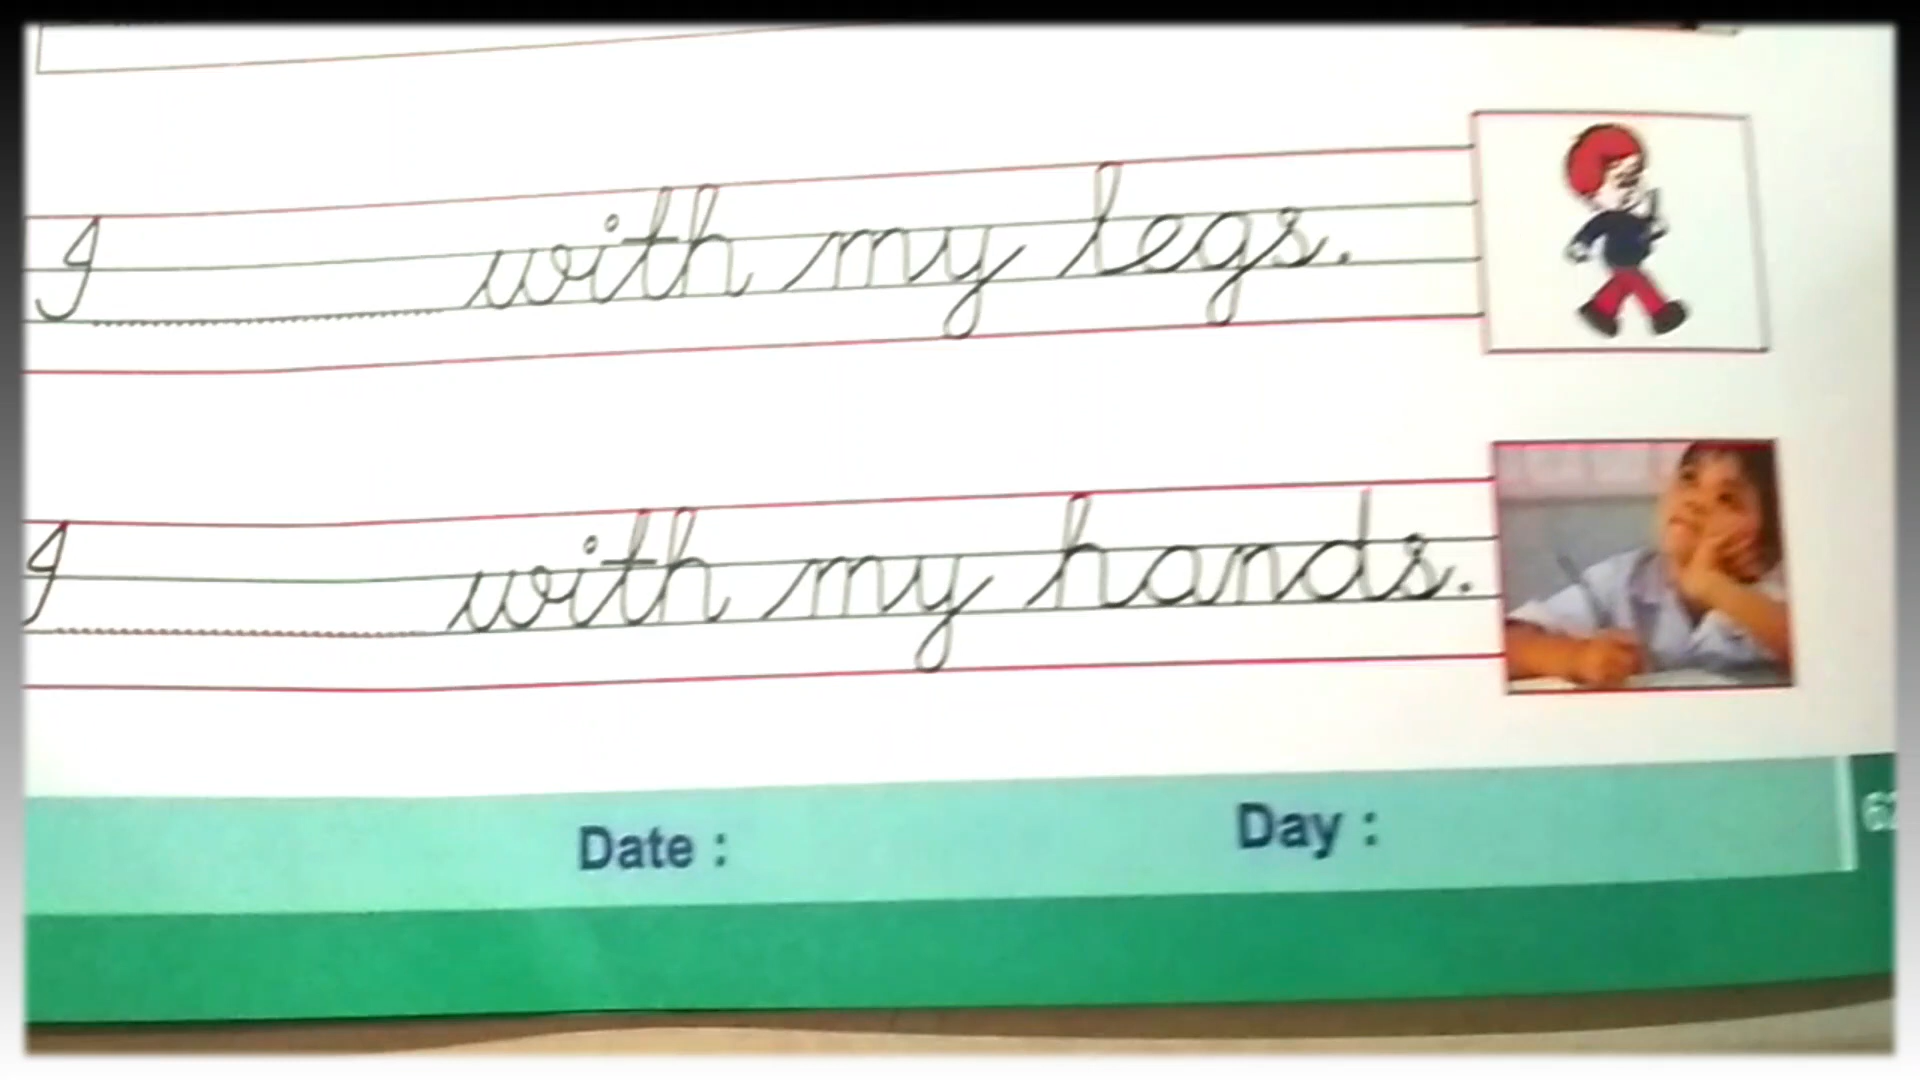 I ............ with my legs.
I ............ with my hands.
Date : Day :